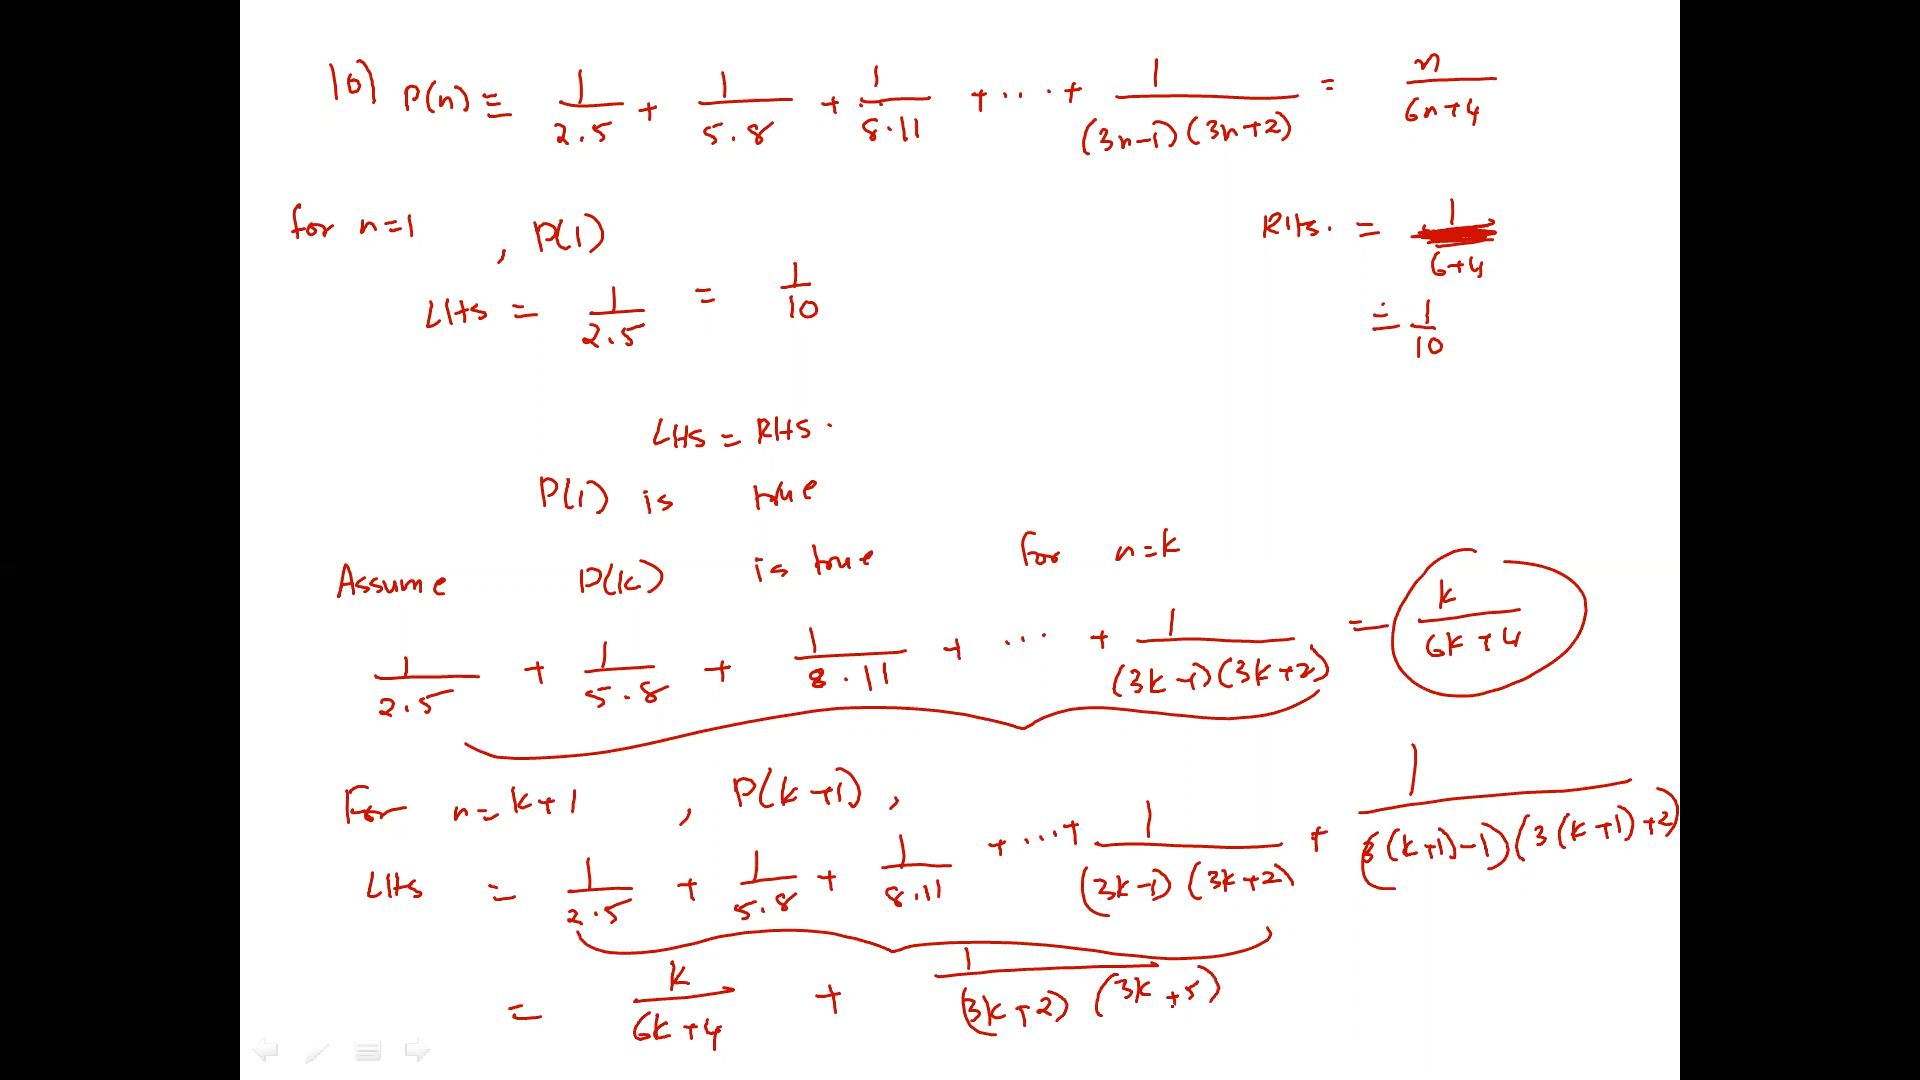 10) P(n) ≡ 1/2.5 + 1/5.8 + 1/8.11 + ... + 1/(3n-1)(3n+2) = n/6n+4
for n=1 , P(1)
RHS. = 1/6+4
LHS = 1/2.5 = 1/10
= 1/10
LHS = RHS.
P(1) is true
Assume P(k) is true for n=k
1/2.5 + 1/5.8 + 1/8.11 + ... + 1/(3k-1)(3k+2) = k/6k+4
For n=k+1 , P(k+1) ,
LHS = 1/2.5 + 1/5.8 + 1/8.11 + ... + 1/(3k-1)(3k+2) + 1/(3(k+1)-1)(3(k+1)+2)
= k/6k+4 + 1/(3k+2)(3k+5)